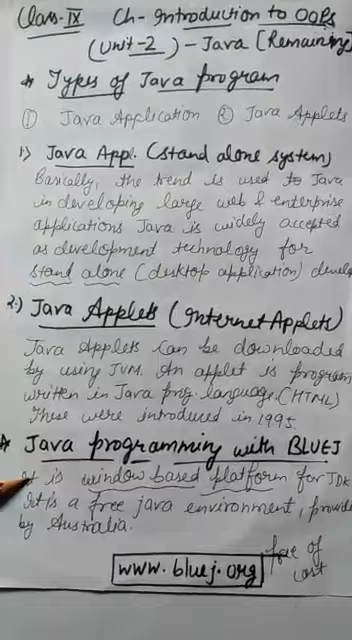 Class-IX Ch- Introduction to OOPs
(Unit-2) - Java (Remaining)
* Types of Java program
① Java Application ② Java Applets
1) Java App. (Stand alone system)
Basically, the trend is used to Java
in developing large web & enterprise
applications Java is widely accepted
as development technology for
stand alone (desktop application) develo
2.) Java Applets (Internet Applets)
Java Applets can be downloaded
by using JVM. An applet is program
written in Java prog. language. (HTML)
These were introduced in 1995.
* Java programming with BLUEJ
It is window based platform for JDK
It is a free java environment, provide
by Australia.
www.bluej.org
free of
cost